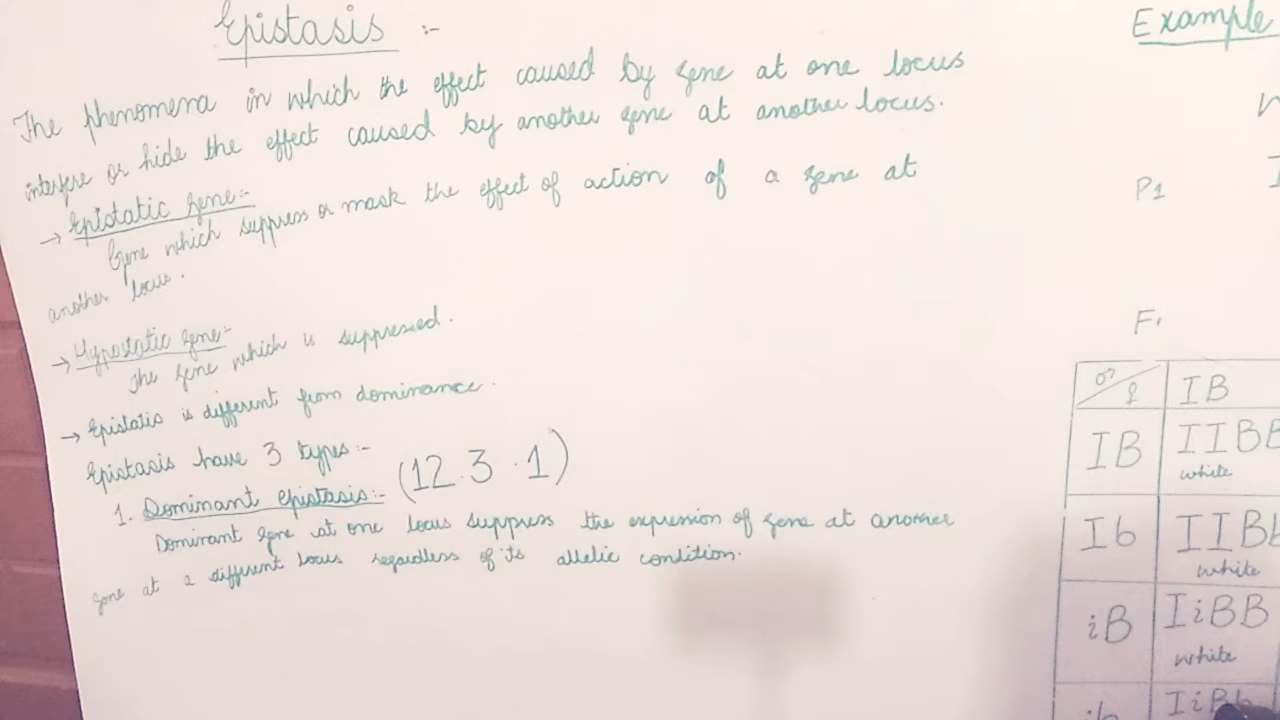 Epistasis :-
The phenomena in which the effect caused by gene at one locus
interfere or hide the effect caused by another gene at another locus.
→ Epistatic gene:-
Gene which suppress or mask the effect of action of a gene at
another locus.
→ Hypostatic gene:-
The gene which is suppressed.
→ Epistatis is different from dominance.
Epistasis have 3 types:-
1. Dominant epistasis:- (12.3.1)
Dominant gene at one locus suppress the expression of gene at another
gene at a different locus regardless of its allelic condition.
Example
P1
F1
♂ ♀ IB
IB IIBB
white
Ib IIBb
white
iB IiBB
white
ib IiBb